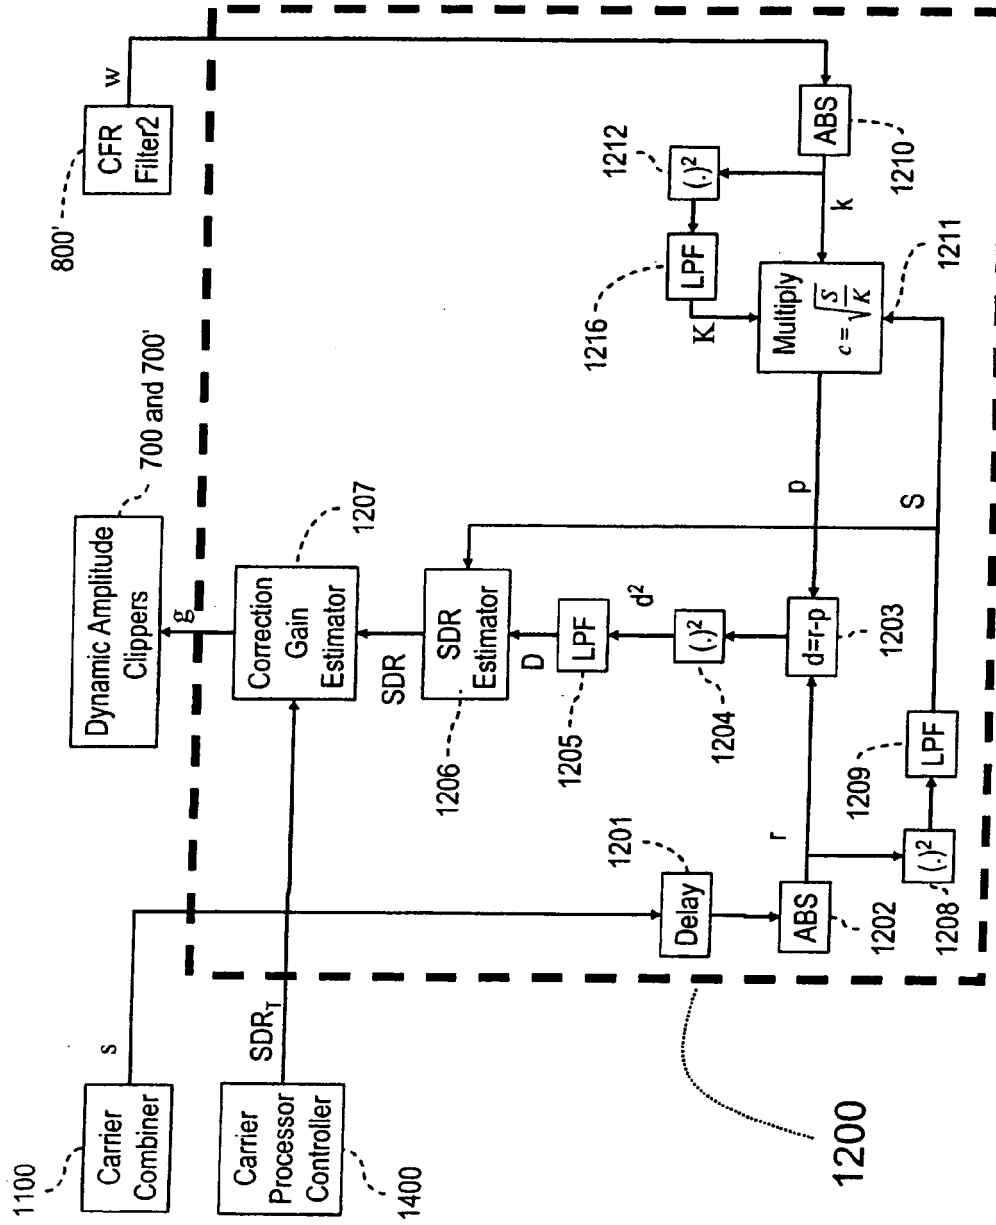 1100
Carrier
Combiner
s
1400
Carrier
Processor
Controller
SDR_T
Dynamic Amplitude
Clippers
700 and 700'
g
800'
CFR
Filter2
w
Correction
Gain
Estimator
1207
SDR
SDR
Estimator
1206
D
LPF
1205
d²
(.)²
1204
Delay
1201
ABS
1202
r
d=r-p
1203
p
(.)²
1208
LPF
1209
S
Multiply
c = √(S/K)
1211
K
LPF
1216
(.)²
1212
k
ABS
1210
1200